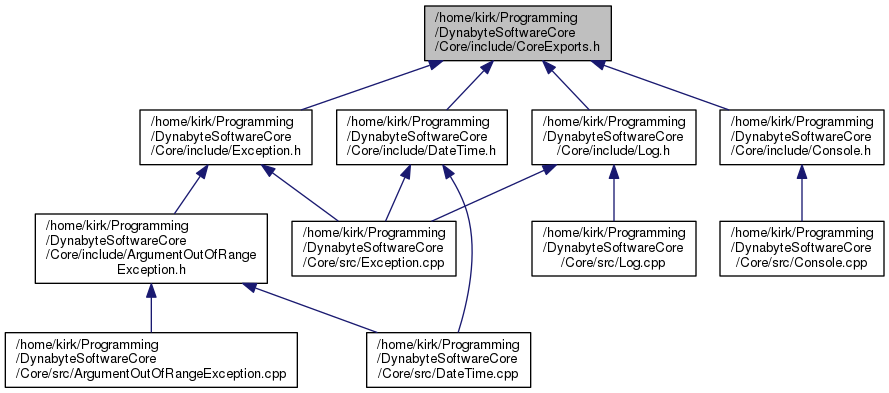 /home/kirk/Programming
/DynabyteSoftwareCore
/Core/include/CoreExports.h
/home/kirk/Programming
/DynabyteSoftwareCore
/Core/include/Exception.h
/home/kirk/Programming
/DynabyteSoftwareCore
/Core/include/DateTime.h
/home/kirk/Programming
/DynabyteSoftwareCore
/Core/include/Log.h
/home/kirk/Programming
/DynabyteSoftwareCore
/Core/include/Console.h
/home/kirk/Programming
/DynabyteSoftwareCore
/Core/include/ArgumentOutOfRange
Exception.h
/home/kirk/Programming
/DynabyteSoftwareCore
/Core/src/Exception.cpp
/home/kirk/Programming
/DynabyteSoftwareCore
/Core/src/Log.cpp
/home/kirk/Programming
/DynabyteSoftwareCore
/Core/src/Console.cpp
/home/kirk/Programming
/DynabyteSoftwareCore
/Core/src/ArgumentOutOfRangeException.cpp
/home/kirk/Programming
/DynabyteSoftwareCore
/Core/src/DateTime.cpp